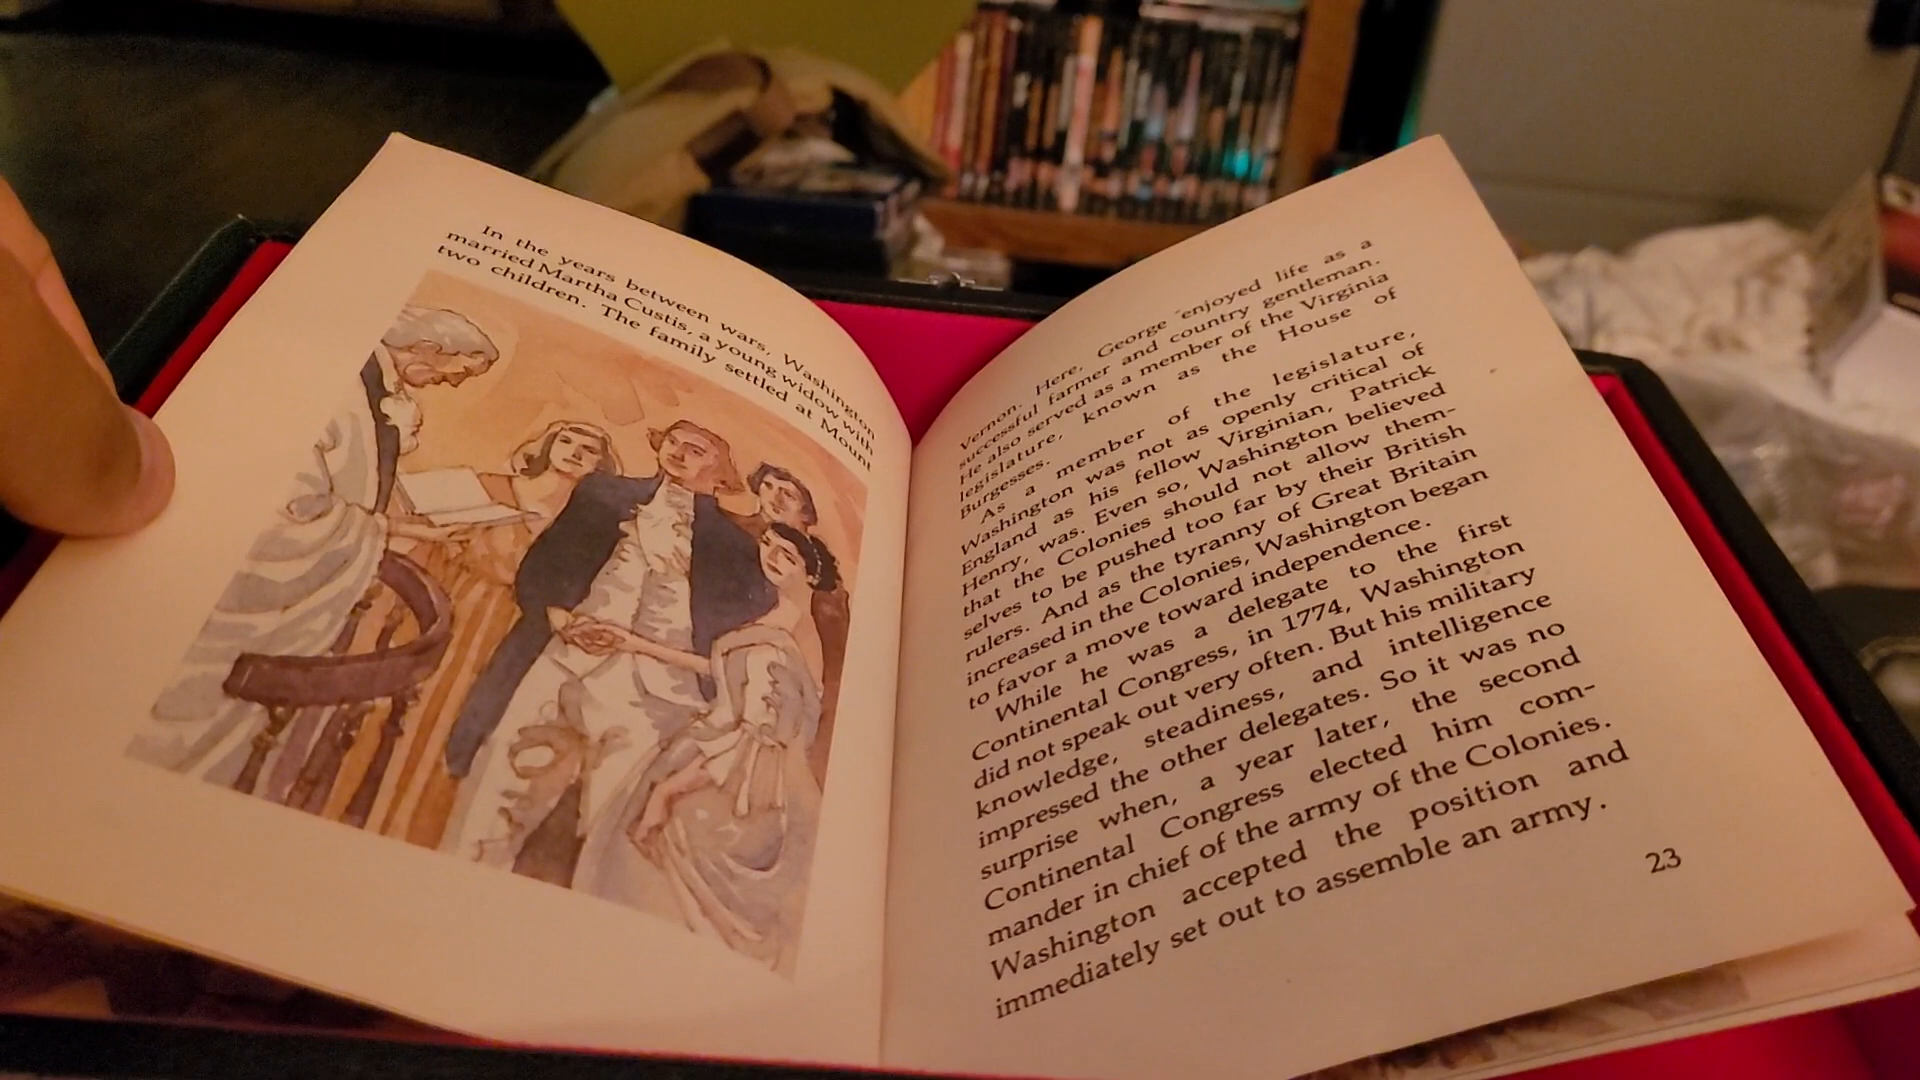 In the years between wars, Washington
married Martha Custis, a young widow with
two children. The family settled at Mount
Vernon. Here, George enjoyed life as a
successful farmer and country gentleman.
He also served as a member of the Virginia
legislature, known as the House of
Burgesses.
As a member of the legislature,
Washington was not as openly critical of
England as his fellow Virginian, Patrick
Henry, was. Even so, Washington believed
that the Colonies should not allow them-
selves to be pushed too far by their British
rulers. And as the tyranny of Great Britain
increased in the Colonies, Washington began
to favor a move toward independence.
While he was a delegate to the first
Continental Congress, in 1774, Washington
did not speak out very often. But his military
knowledge, steadiness, and intelligence
impressed the other delegates. So it was no
surprise when, a year later, the second
Continental Congress elected him com-
mander in chief of the army of the Colonies.
Washington accepted the position and
immediately set out to assemble an army.
23